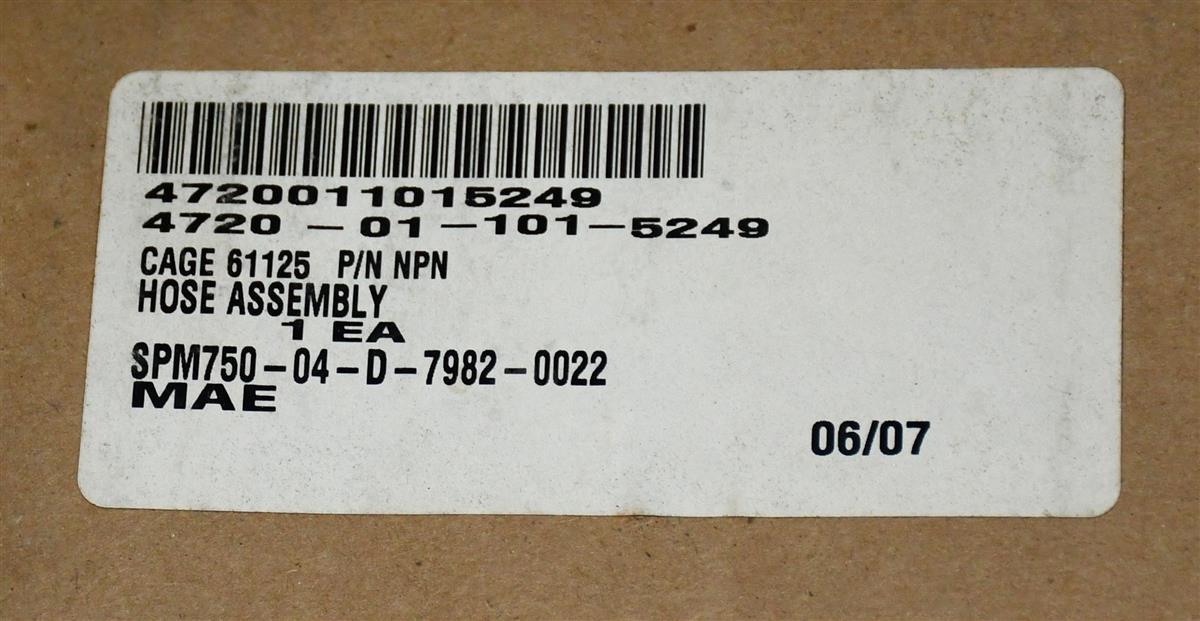 4720011015249
4720-01-101-5249
CAGE 61125 P/N NPN
HOSE ASSEMBLY
1 EA
SPM750-04-D-7982-0022
MAE
06/07